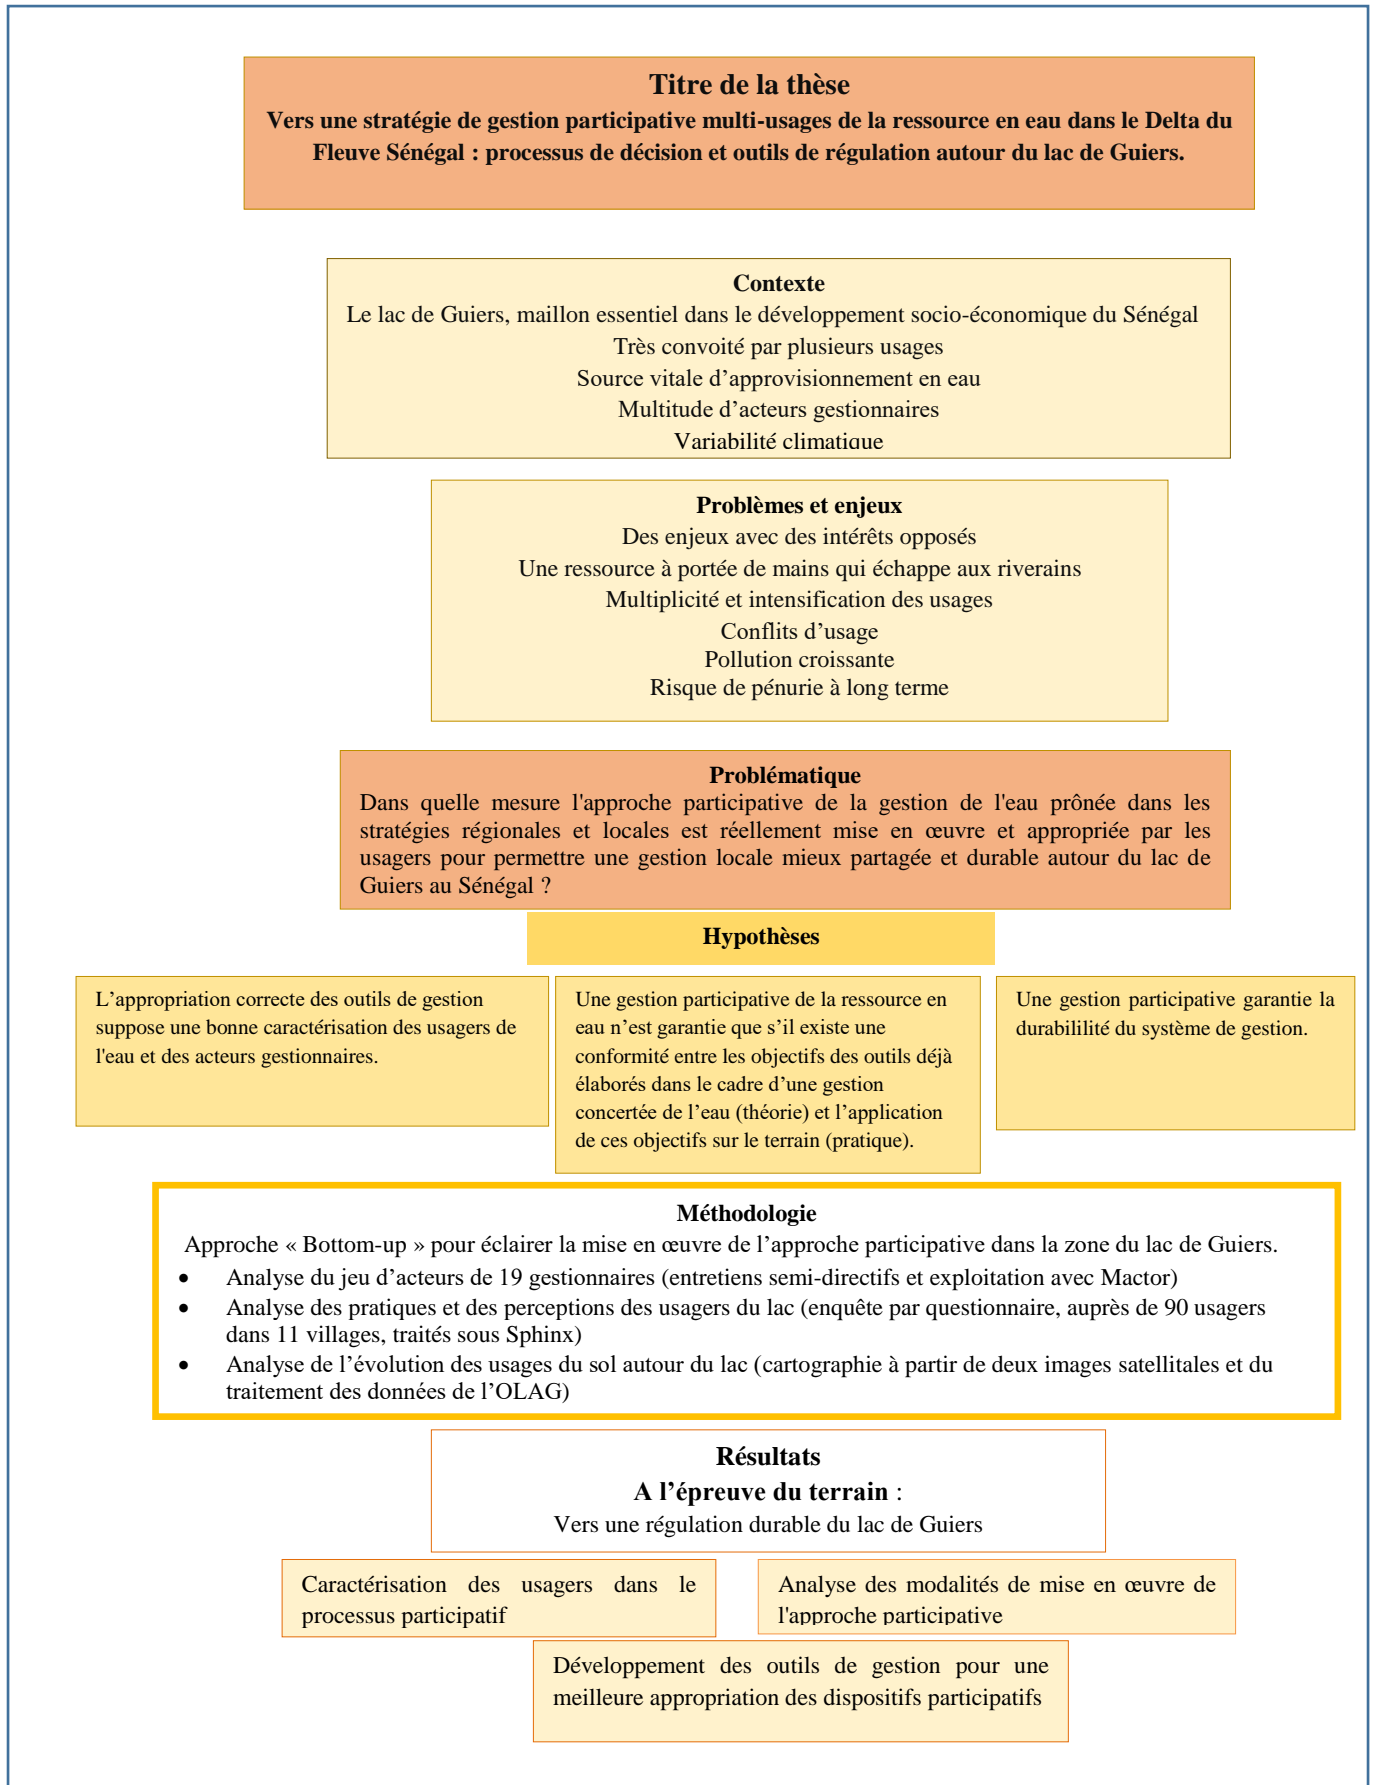 Titre de la thèse
Vers une stratégie de gestion participative multi-usages de la ressource en eau dans le Delta du
Fleuve Sénégal : processus de décision et outils de régulation autour du lac de Guiers.
Contexte
Le lac de Guiers, maillon essentiel dans le développement socio-économique du Sénégal
Très convoité par plusieurs usages
Source vitale d’approvisionnement en eau
Multitude d’acteurs gestionnaires
Variabilité climatique
Problèmes et enjeux
Des enjeux avec des intérêts opposés
Une ressource à portée de mains qui échappe aux riverains
Multiplicité et intensification des usages
Conflits d’usage
Pollution croissante
Risque de pénurie à long terme
Problématique
Dans quelle mesure l'approche participative de la gestion de l'eau prônée dans les
stratégies régionales et locales est réellement mise en œuvre et appropriée par les
usagers pour permettre une gestion locale mieux partagée et durable autour du lac de
Guiers au Sénégal ?
Hypothèses
L’appropriation correcte des outils de gestion
suppose une bonne caractérisation des usagers de
l'eau et des acteurs gestionnaires.
Une gestion participative de la ressource en
eau n’est garantie que s’il existe une
conformité entre les objectifs des outils déjà
élaborés dans le cadre d’une gestion
concertée de l’eau (théorie) et l’application
de ces objectifs sur le terrain (pratique).
Une gestion participative garantie la
durabililité du système de gestion.
Méthodologie
Approche « Bottom-up » pour éclairer la mise en œuvre de l’approche participative dans la zone du lac de Guiers.
• Analyse du jeu d’acteurs de 19 gestionnaires (entretiens semi-directifs et exploitation avec Mactor)
• Analyse des pratiques et des perceptions des usagers du lac (enquête par questionnaire, auprès de 90 usagers
dans 11 villages, traités sous Sphinx)
• Analyse de l’évolution des usages du sol autour du lac (cartographie à partir de deux images satellitales et du
traitement des données de l’OLAG)
Résultats
A l’épreuve du terrain :
Vers une régulation durable du lac de Guiers
Caractérisation des usagers dans le
processus participatif
Analyse des modalités de mise en œuvre de
l'approche participative
Développement des outils de gestion pour une
meilleure appropriation des dispositifs participatifs